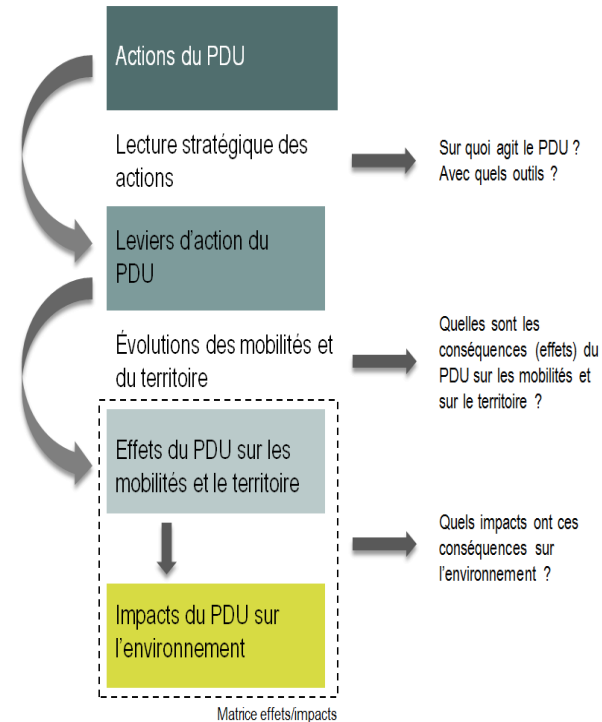 Actions du PDU
Lecture stratégique des
actions
Sur quoi agit le PDU ?
Avec quels outils ?
Leviers d'action du
PDU
Évolutions des mobilités et
du territoire
Quelles sont les
conséquences (effets) du
PDU sur les mobilités et
sur le territoire ?
Effets du PDU sur les
mobilités et le territoire
Quels impacts ont ces
conséquences sur
l'environnement ?
Impacts du PDU sur
l'environnement
Matrice effets/impacts